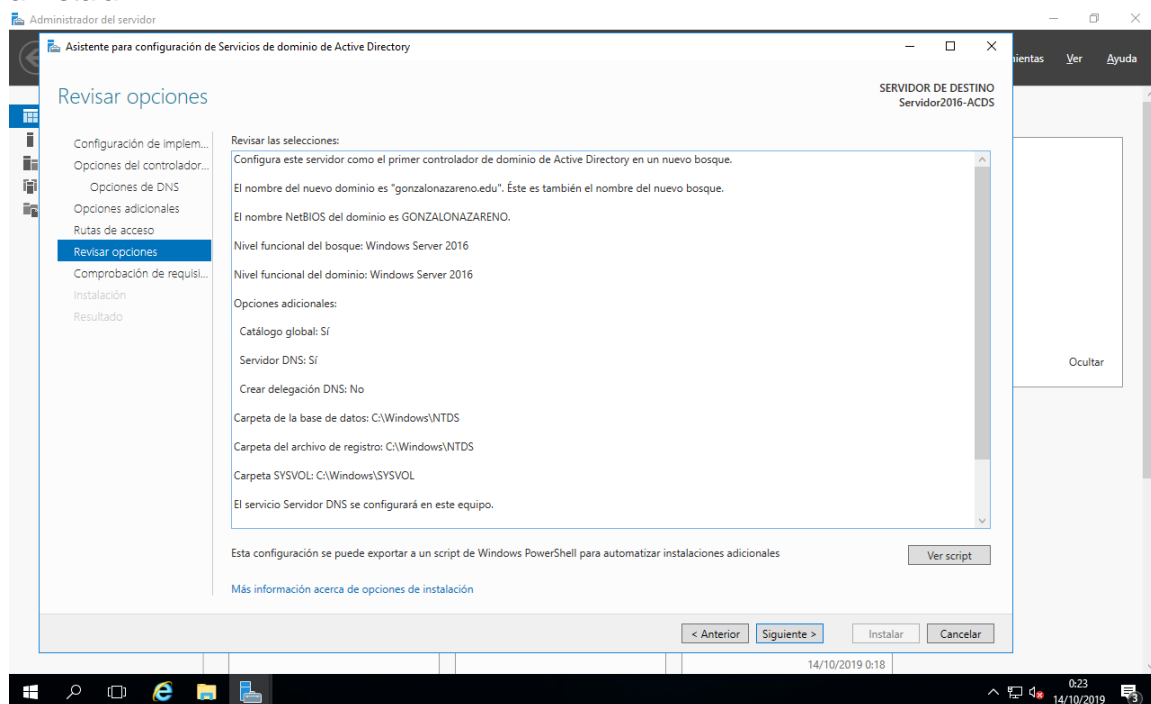 Administrador del servidor
Asistente para configuración de Servicios de dominio de Active Directory
Ver
Ayuda
Revisar opciones
SERVIDOR DE DESTINO
Servidor2016-ACDS
Configuración de implem...
Opciones del controlador...
Opciones de DNS
Opciones adicionales
Rutas de acceso
Revisar opciones
Comprobación de requisi...
Instalación
Resultado
Revisar las selecciones:
Configura este servidor como el primer controlador de dominio de Active Directory en un nuevo bosque.
El nombre del nuevo dominio es "gonzalonazareno.edu". Éste es también el nombre del nuevo bosque.
El nombre NetBIOS del dominio es GONZALONAZARENO.
Nivel funcional del bosque: Windows Server 2016
Nivel funcional del dominio: Windows Server 2016
Opciones adicionales:
Catálogo global: Sí
Servidor DNS: Sí
Crear delegación DNS: No
Carpeta de la base de datos: C:\Windows\NTDS
Carpeta del archivo de registro: C:\Windows\NTDS
Carpeta SYSVOL: C:\Windows\SYSVOL
El servicio Servidor DNS se configurará en este equipo.
Ocultar
Esta configuración se puede exportar a un script de Windows PowerShell para automatizar instalaciones adicionales
Ver script
Más información acerca de opciones de instalación
< Anterior
Siguiente >
Instalar
Cancelar
14/10/2019 0:18
0:23
14/10/2019
3